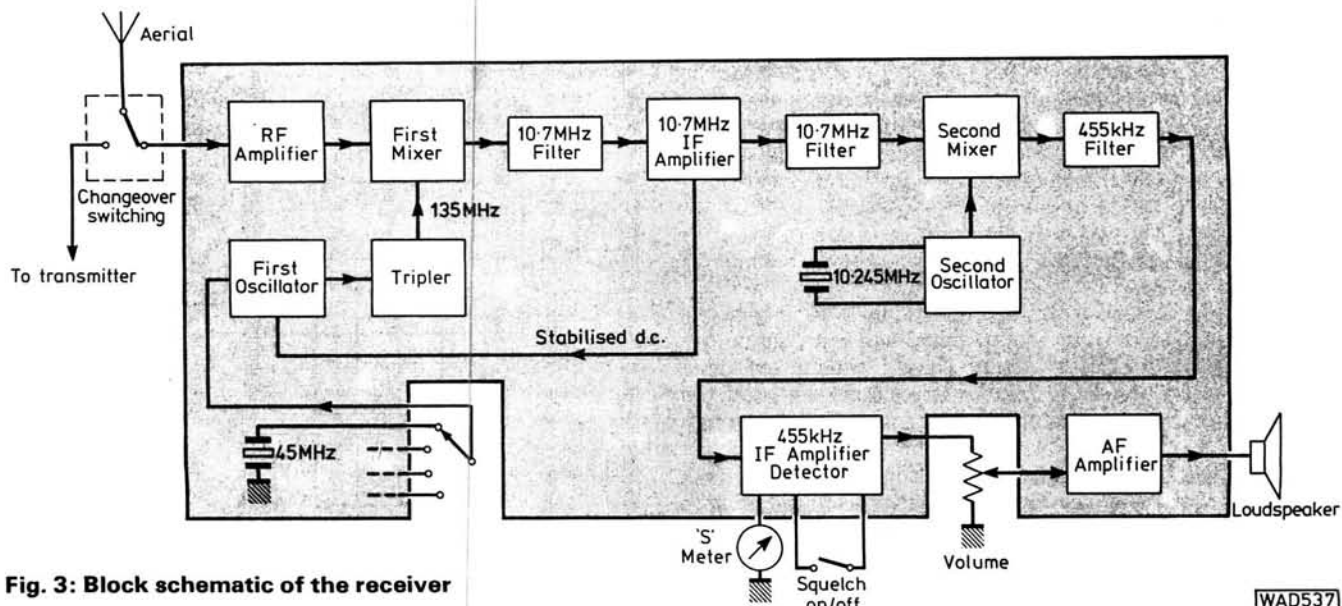 Aerial
RF
Amplifier
First
Mixer
10·7MHz
Filter
10·7MHz
IF
Amplifier
10·7MHz
Filter
Second
Mixer
455kHz
Filter
Changeover
switching
135MHz
To transmitter
First
Oscillator
Tripler
10·245MHz
Second
Oscillator
Stabilised d.c.
45MHz
455kHz
IF Amplifier
Detector
AF
Amplifier
Loudspeaker
'S'
Meter
Squelch
on/off
Volume
Fig. 3: Block schematic of the receiver
WAD537